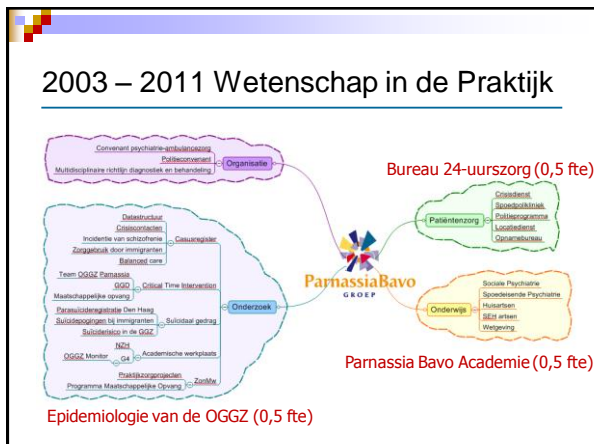 2003 – 2011 Wetenschap in de Praktijk
Convenant psychiatrie-ambulancezorg
Politieconvenant
Multidisciplinaire richtlijn diagnostiek en behandeling
Organisatie
Bureau 24-uurszorg (0,5 fte)
Crisisdienst
Spoedpolikliniek
Politieprogramma
Locatiedienst
Opnamebureau
Patiëntenzorg
Datastructuur
Crisiscontacten
Incidentie van schizofrenie
Zorggebruik door immigranten
Balanced care
Casusregister
Team OGGZ Parnassia
GGD
Maatschappelijke opvang
Critical Time Intervention
Onderzoek
Parasuïcideregistratie Den Haag
Suïcidepogingen bij immigranten
Suïciderisico in de GGZ
Suïcidaal gedrag
NZH
OGGZ Monitor
G4
Academische werkplaats
Praktijkzorgprojecten
Programma Maatschappelijke Opvang
ZonMw
ParnassiaBavo
GROEP
Onderwijs
Sociale Psychiatrie
Spoedeisende Psychiatrie
Huisartsen
SEH artsen
Wetgeving
Parnassia Bavo Academie (0,5 fte)
Epidemiologie van de OGGZ (0,5 fte)